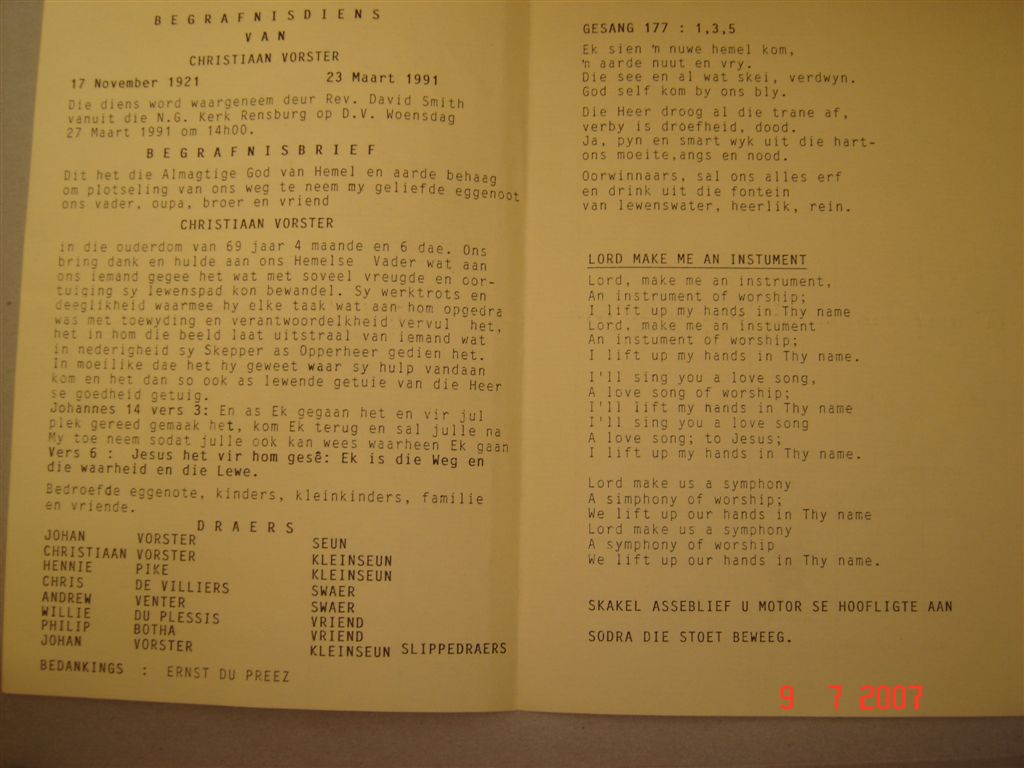 BEGRAFNISDIENS
VAN
CHRISTIAAN VORSTER
17 November 1921 23 Maart 1991
Die diens word waargeneem deur Rev. David Smith
vanuit die N.G. Kerk Rensburg op D.V. Woensdag
27 Maart 1991 om 14h00.
BEGRAFNISBRIEF
Dit het die Almagtige God van Hemel en aarde behaag
om plotseling van ons weg te neem my geliefde eggenoot
ons vader, oupa, broer en vriend
CHRISTIAAN VORSTER
in die ouderdom van 69 jaar 4 maande en 6 dae. Ons
bring dank en hulde aan ons Hemelse Vader wat aan
ons iemand gegee het wat met soveel vreugde en oor-
tuiging sy lewenspad kon bewandel. Sy werktrots en
deeglikheid waarmee hy elke taak wat aan hom opgedra
was met toewyding en verantwoordelkheid vervul het,
het in hom die beeld laat uitstraal van iemand wat
in nederigheid sy Skepper as Opperheer gedien het.
In moeilike dae het hy geweet waar sy hulp vandaan
kom en het dan so ook as lewende getuie van die Heer
se goedheid getuig.
Johannes 14 vers 3: En as Ek gegaan het en vir jul
plek gereed gemaak het, kom Ek terug en sal julle na
My toe neem sodat julle ook kan wees waarheen Ek gaan
Vers 6 : Jesus het vir hom gesê: Ek is die Weg en
die waarheid en die Lewe.
Bedroefde eggenote, kinders, kleinkinders, familie
en vriende.
DRAERS
JOHAN VORSTER SEUN
CHRISTIAAN VORSTER KLEINSEUN
HENNIE PIKE KLEINSEUN
CHRIS DE VILLIERS SWAER
ANDREW VENTER SWAER
WILLIE DU PLESSIS VRIEND
PHILIP BOTHA VRIEND
JOHAN VORSTER KLEINSEUN SLIPPEDRAERS
BEDANKINGS : ERNST DU PREEZ
GESANG 177 : 1,3,5
Ek sien 'n nuwe hemel kom,
'n aarde nuut en vry.
Die see en al wat skei, verdwyn.
God self kom by ons bly.
Die Heer droog al die trane af,
verby is droefheid, dood.
Ja, pyn en smart wyk uit die hart-
ons moeite,angs en nood.
Oorwinnaars, sal ons alles erf
en drink uit die fontein
van lewenswater, heerlik, rein.
LORD MAKE ME AN INSTUMENT
Lord, make me an instrument,
An instrument of worship;
I lift up my hands in Thy name
Lord, make me an instument
An instument of worship;
I lift up my hands in Thy name.
I'll sing you a love song,
A love song of worship;
I'll lift my hands in Thy name
I'll sing you a love song
A love song; to Jesus;
I lift up my hands in Thy name.
Lord make us a symphony
A simphony of worship;
We lift up our hands in Thy name
Lord make us a symphony
A symphony of worship
We lift up our hands in Thy name.
SKAKEL ASSEBLIEF U MOTOR SE HOOFLIGTE AAN
SODRA DIE STOET BEWEEG.
9 7 2007